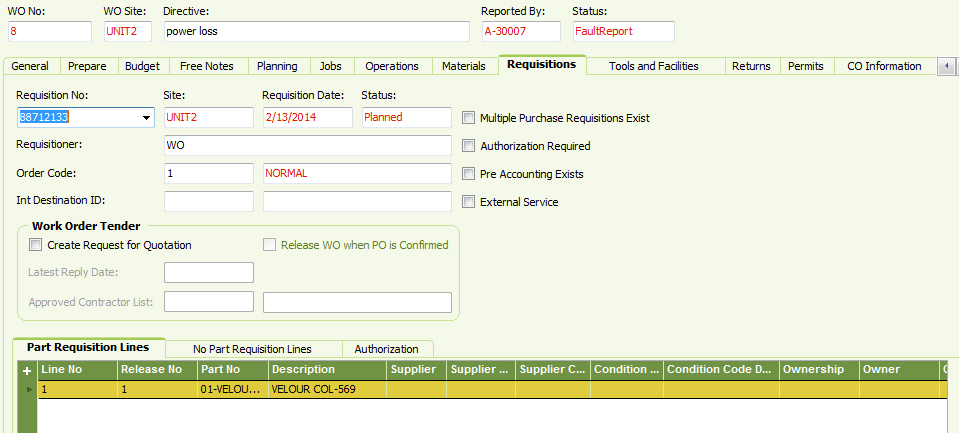 WO No: WO Site: Directive: Reported By: Status:
8 UNIT2 power loss A-30007 FaultReport
General Prepare Budget Free Notes Planning Jobs Operations Materials Requisitions Tools and Facilities Returns Permits CO Information
Requisition No: Site: Requisition Date: Status:
88712133 UNIT2 2/13/2014 Planned Multiple Purchase Requisitions Exist
Requisitioner: WO Authorization Required
Order Code: 1 NORMAL Pre Accounting Exists
Int Destination ID: External Service
Work Order Tender
Create Request for Quotation Release WO when PO is Confirmed
Latest Reply Date:
Approved Contractor List:
Part Requisition Lines No Part Requisition Lines Authorization
+ Line No Release No Part No Description Supplier Supplier ... Supplier C... Condition ... Condition Code D... Ownership Owner
1 1 01-VELOU... VELOUR COL-569